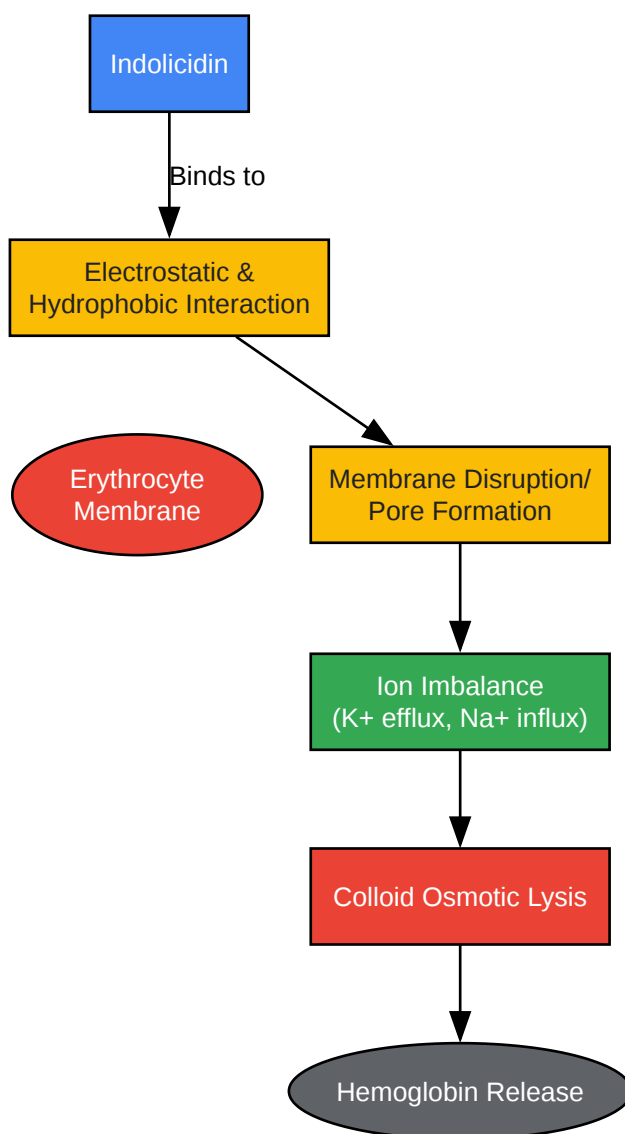 Indolicidin
Binds to
Electrostatic &
Hydrophobic Interaction
Erythrocyte
Membrane
Membrane Disruption/
Pore Formation
Ion Imbalance
(K+ efflux, Na+ influx)
Colloid Osmotic Lysis
Hemoglobin Release